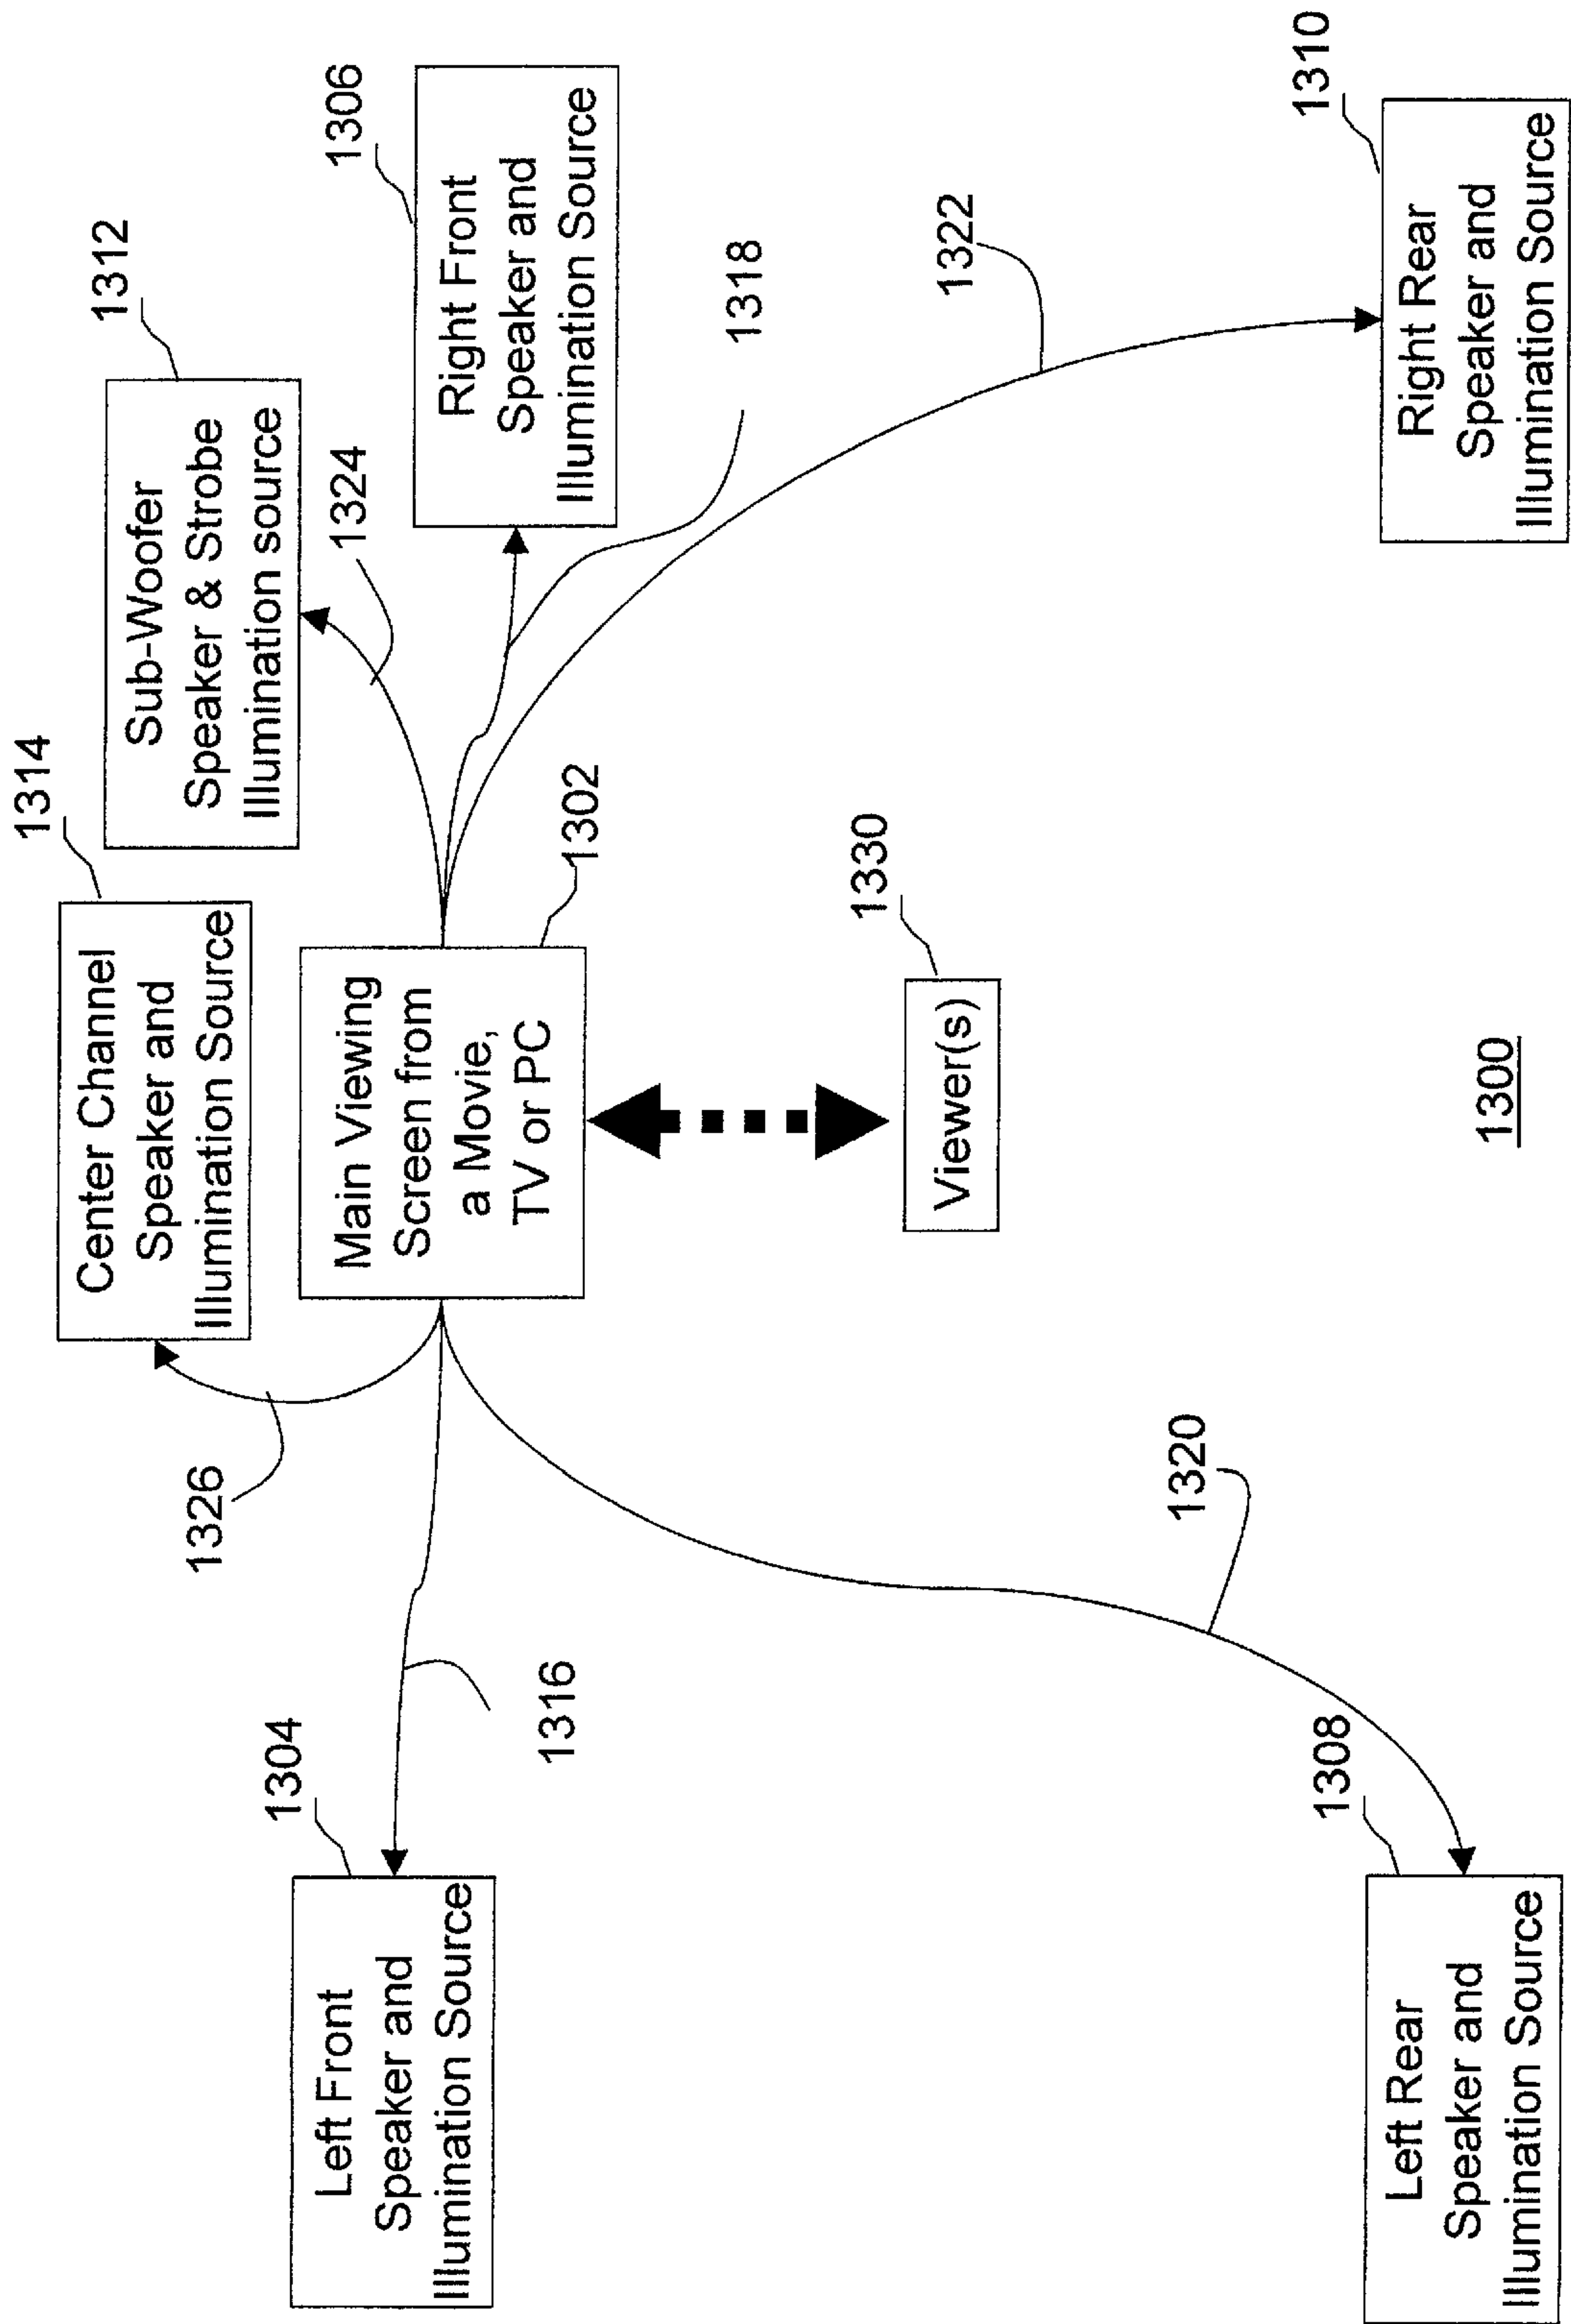 1314
Center Channel
Speaker and
Illumination Source
1312
Sub-Woofer
Speaker & Strobe
Illumination source
1326
1324
1304
Left Front
Speaker and
Illumination Source
1302
Main Viewing
Screen from
a Movie,
TV or PC
1306
Right Front
Speaker and
Illumination Source
1316
1318
1330
Viewer(s)
1320
1322
1308
Left Rear
Speaker and
Illumination Source
1310
Right Rear
Speaker and
Illumination Source
1300